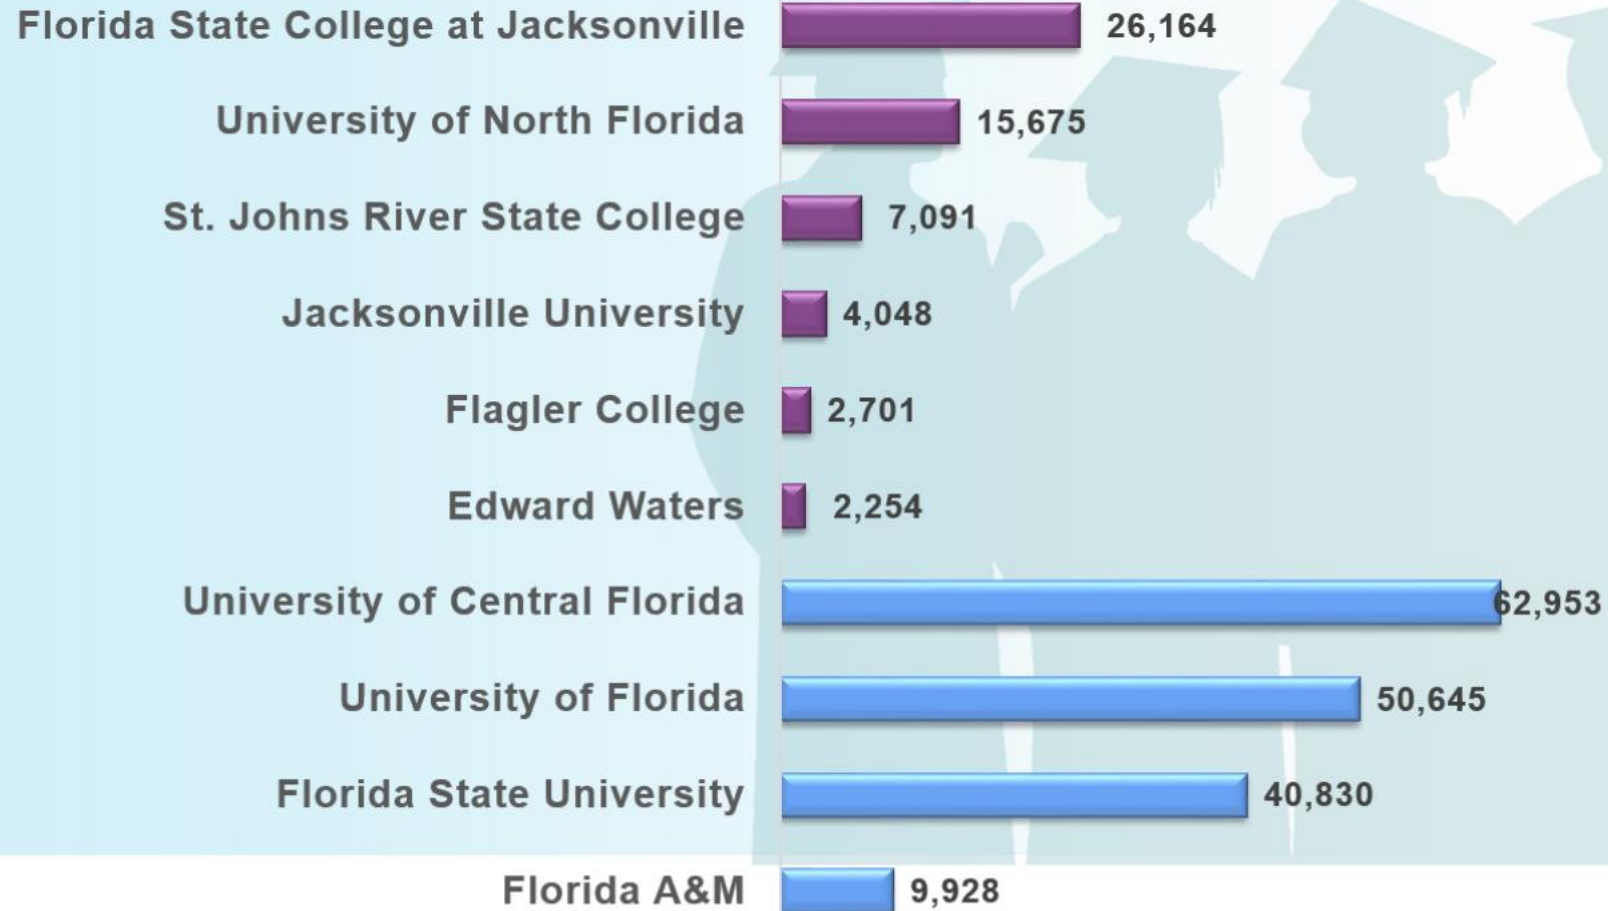 Florida State College at Jacksonville 26,164
University of North Florida 15,675
St. Johns River State College 7,091
Jacksonville University 4,048
Flagler College 2,701
Edward Waters 2,254
University of Central Florida 62,953
University of Florida 50,645
Florida State University 40,830
Florida A&M 9,928